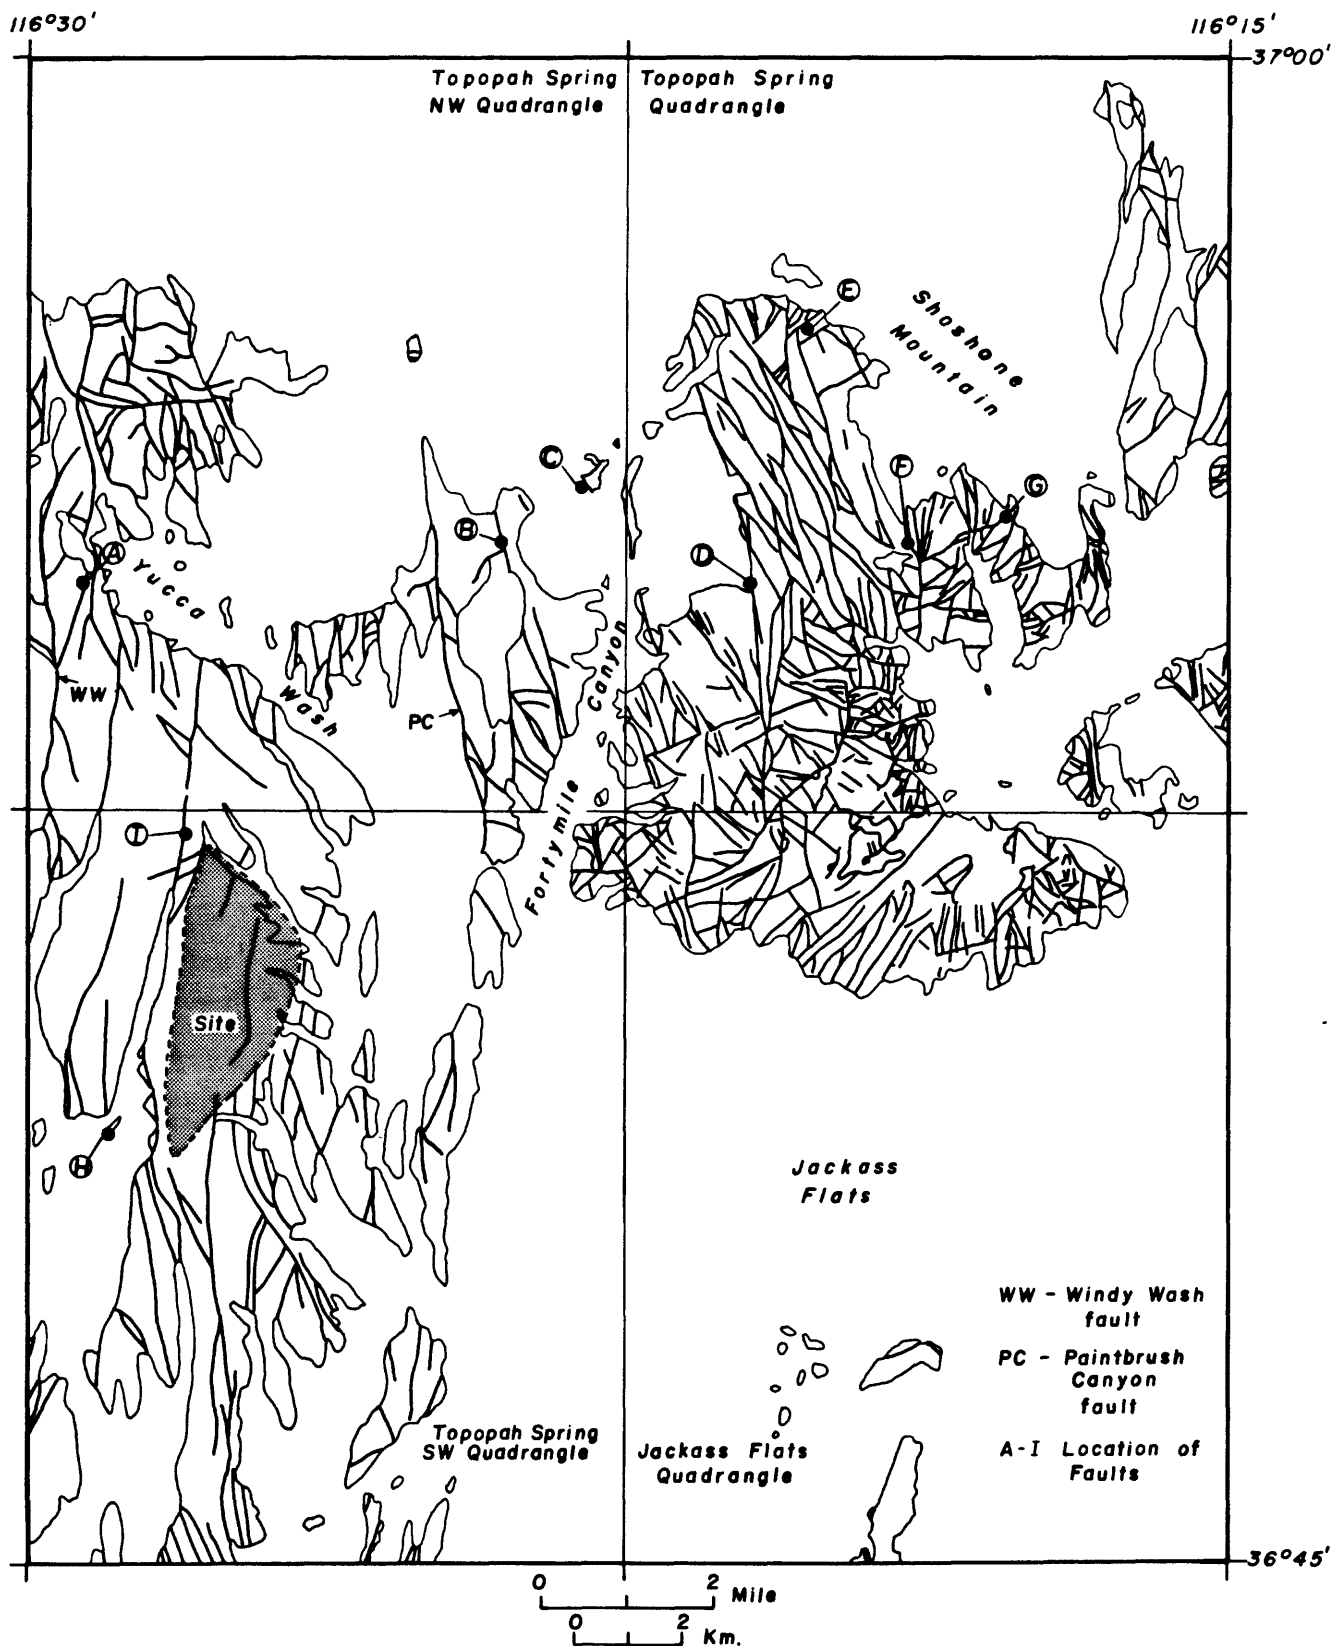 116°30'
116°15'
37°00'
Topopah Spring
NW Quadrangle
Topopah Spring
Quadrangle
E
Shoshone
Mountain
C
F
G
B
A
D
Yucca
Wash
WW
PC
Canyon
Fortymile
I
Site
H
Jackass
Flats
WW - Windy Wash
fault
PC - Paintbrush
Canyon
fault
A-I Location of
Faults
Topopah Spring
SW Quadrangle
Jackass Flats
Quadrangle
36°45'
0 2 Mile
0 2 Km.